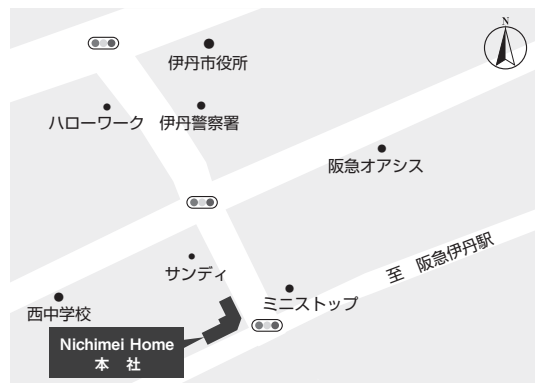 N
伊丹市役所
ハローワーク
伊丹警察署
阪急オアシス
サンディ
至　阪急伊丹駅
西中学校
ミニストップ
Nichimei Home
本　社